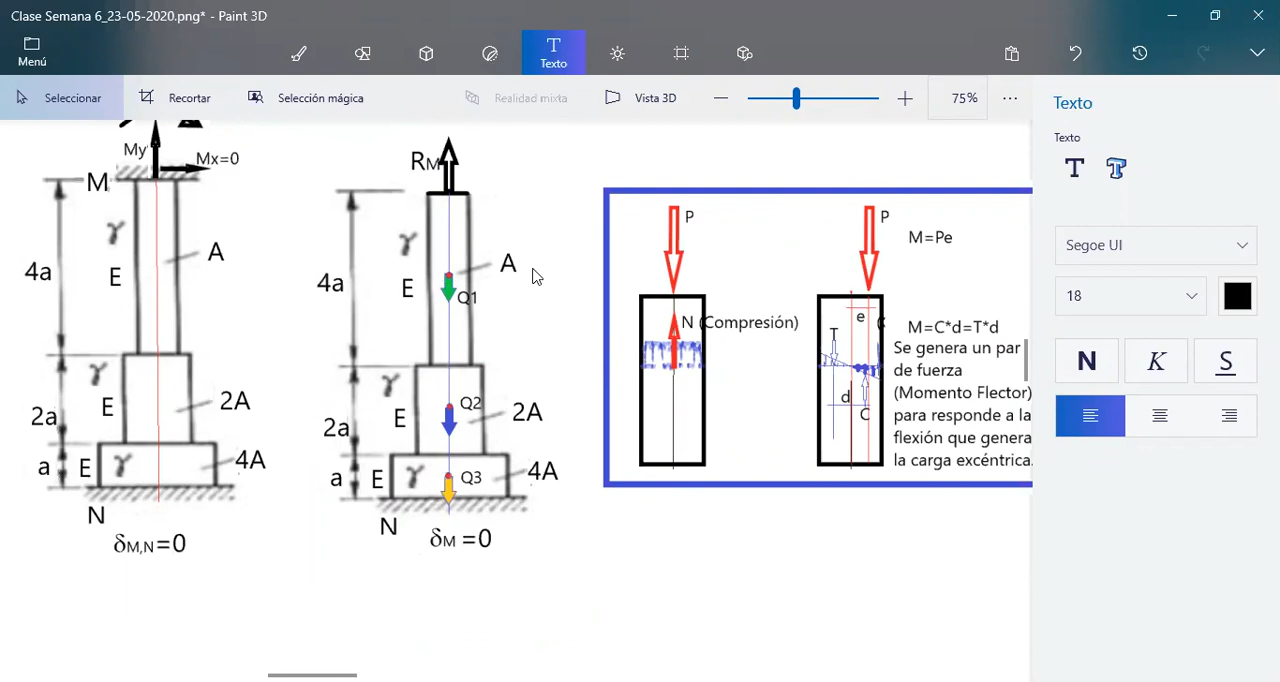 Clase Semana 6_23-05-2020.png* - Paint 3D
Menú
Texto
Seleccionar
Recortar
Selección mágica
Realidad mixta
Vista 3D
75%
Texto
Texto
T T
Segoe UI
18
N K S
My
Mx=0
M
γ
A
4a
E
γ
E
2A
2a
a
E
γ
4A
N
δM,N=0
RM
γ
A
4a
E
Q1
γ
Q2
E
2A
2a
a
E
γ
Q3
4A
N
δM =0
P
N (Compresión)
P
M=Pe
e
T
d
C
M=C*d=T*d
Se genera un par
de fuerza
(Momento Flector)
para responde a la
flexión que genera
la carga excéntrica.